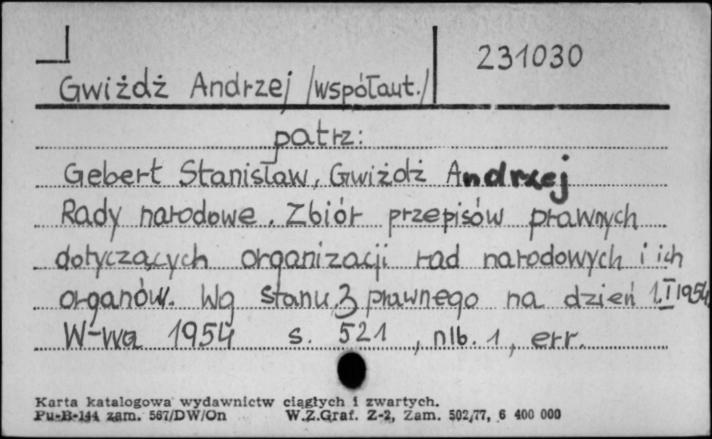 231030
Gwiżdż Andrzej /współaut./
patrz:
Gebert Stanisław, Gwiżdż Andrzej
Rady narodowe. Zbiór przepisów prawnych
dotyczących organizacji rad narodowych i ich
organów. Wg stanu prawnego na dzień 1.I 1954
W-wa 1954 s. 521, nlb. 1, err.
Karta katalogowa wydawnictw ciągłych i zwartych.
Pu-B-144 zam. 567/DW/On W.Z.Graf. Z-2, Zam. 502/77, 6 400 000